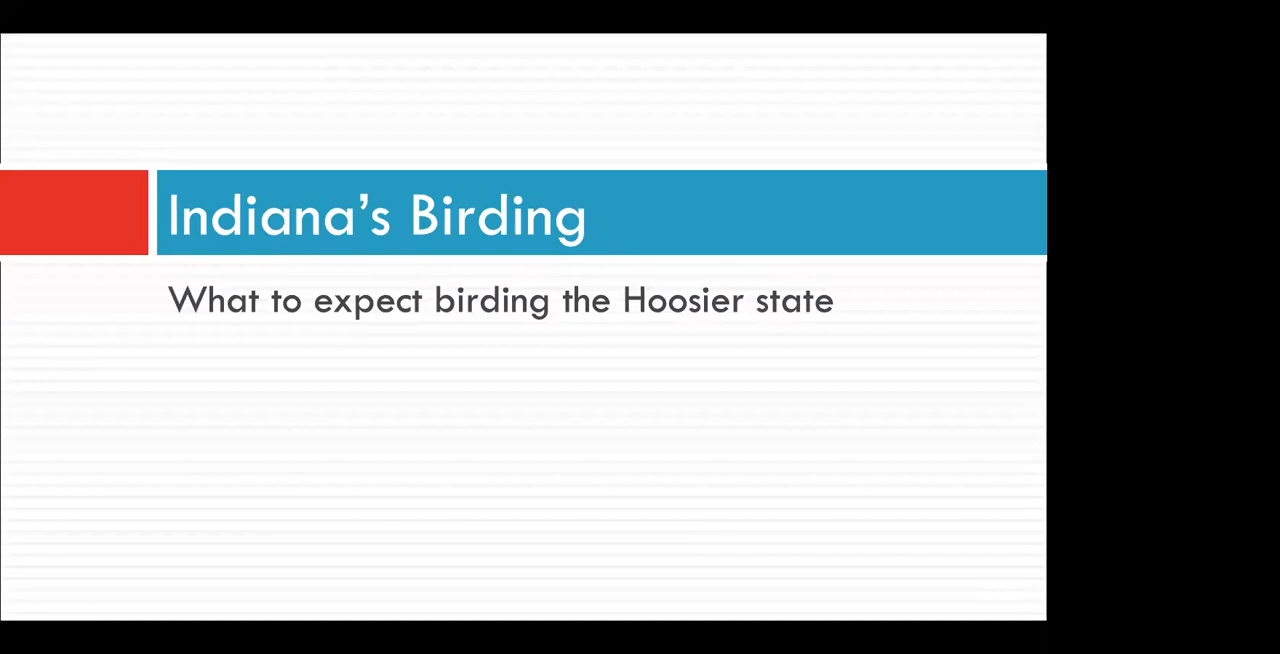 Indiana’s Birding
What to expect birding the Hoosier state